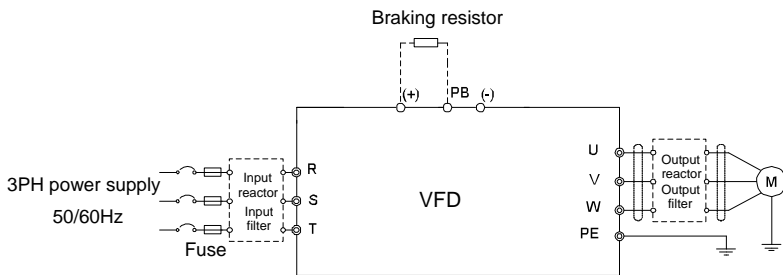 Braking resistor
(+) PB (-)
3PH power supply
50/60Hz
Fuse
Input
reactor
Input
filter
R
S
T
VFD
U
V
W
PE
Output
reactor
Output
filter
M